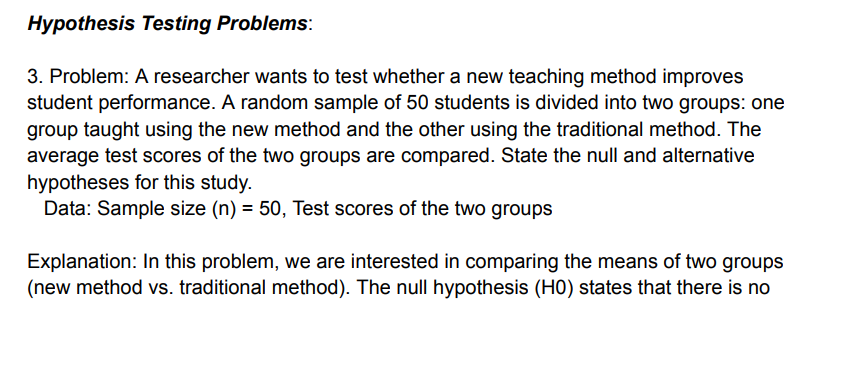 Hypothesis Testing Problems:
3. Problem: A researcher wants to test whether a new teaching method improves
student performance. A random sample of 50 students is divided into two groups: one
group taught using the new method and the other using the traditional method. The
average test scores of the two groups are compared. State the null and alternative
hypotheses for this study.
Data: Sample size (n) = 50, Test scores of the two groups
Explanation: In this problem, we are interested in comparing the means of two groups
(new method vs. traditional method). The null hypothesis (H0) states that there is no